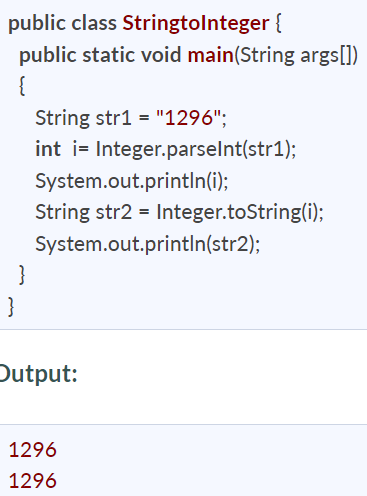 public class StringtoInteger {
public static void main(String args[])
{
String str1 = "1296";
int  i= Integer.parseInt(str1);
System.out.println(i);
String str2 = Integer.toString(i);
System.out.println(str2);
}
}
Output:
1296
1296